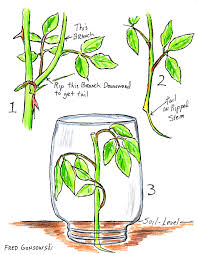 This
Branch
Rip this Branch Downward
to get tail
1
2
Tail
on Ripped
Stem
3
Soil-Level
Fred Gonsowski